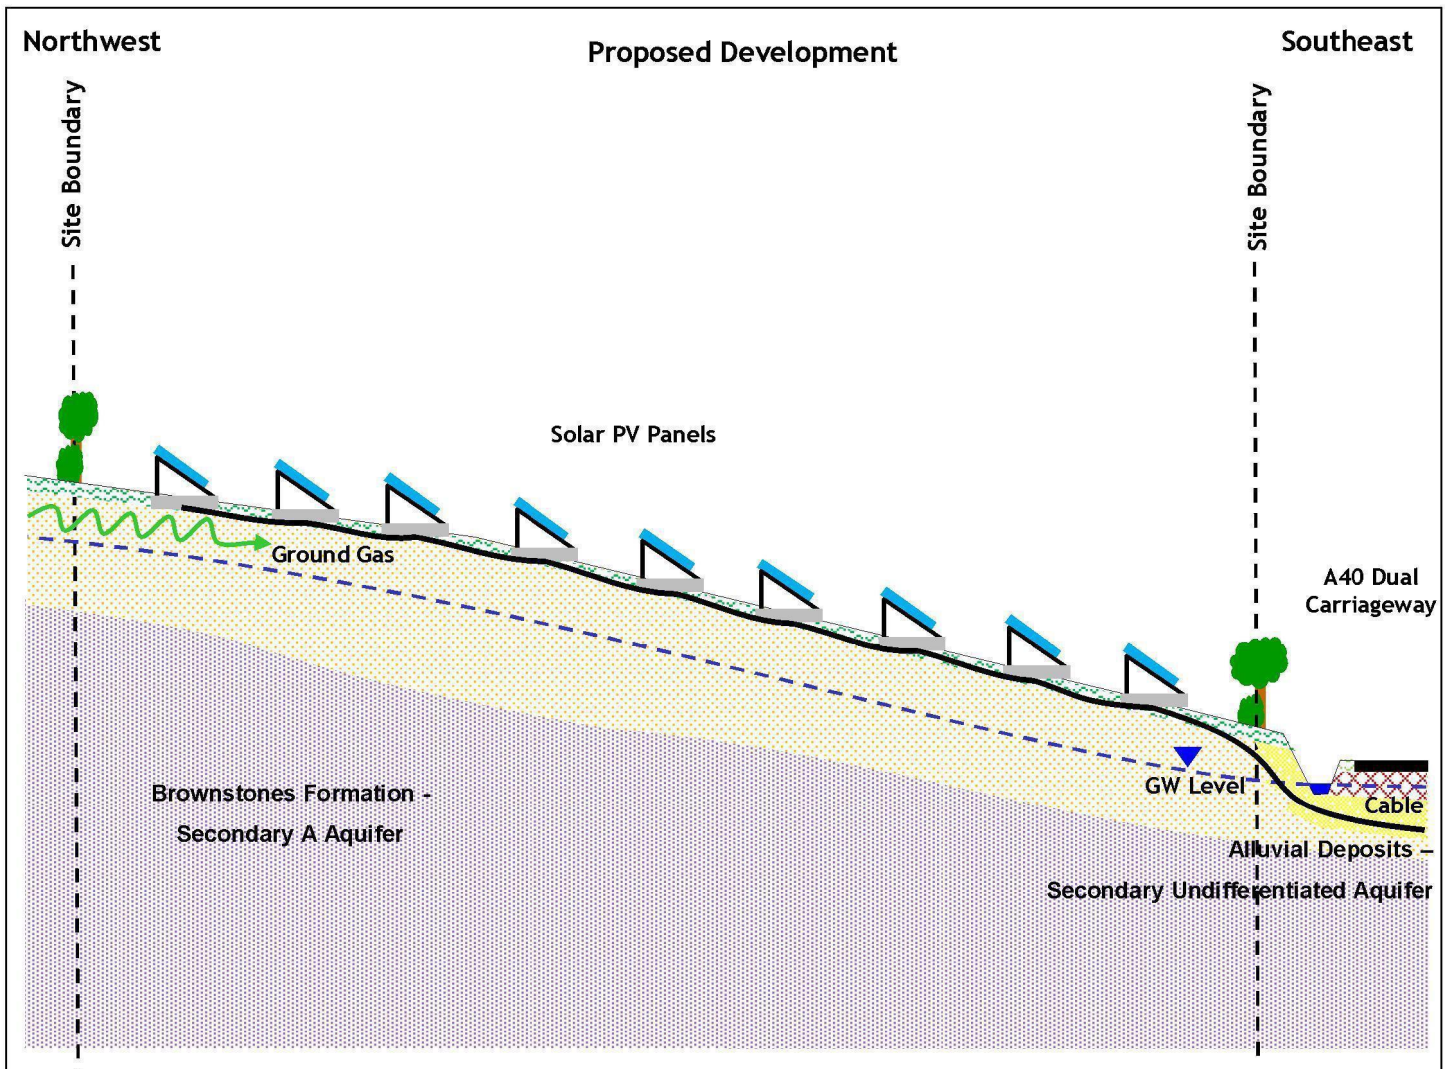 Northwest
Proposed Development
Southeast
Site Boundary
Site Boundary
Solar PV Panels
Ground Gas
A40 Dual
Carriageway
GW Level
Cable
Brownstones Formation -
Secondary A Aquifer
Alluvial Deposits –
Secondary Undifferentiated Aquifer